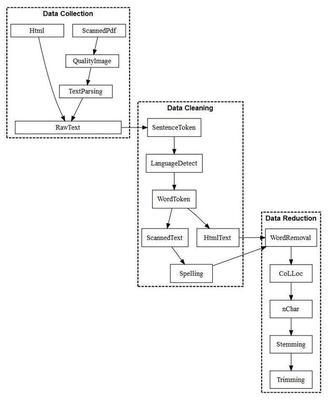 Data Collection
Html
ScannedPdf
QualityImage
TextParsing
RawText
Data Cleaning
SentenceToken
LanguageDetect
WordToken
ScannedText
HtmlText
Spelling
Data Reduction
WordRemoval
CoLLoc
nChar
Stemming
Trimming